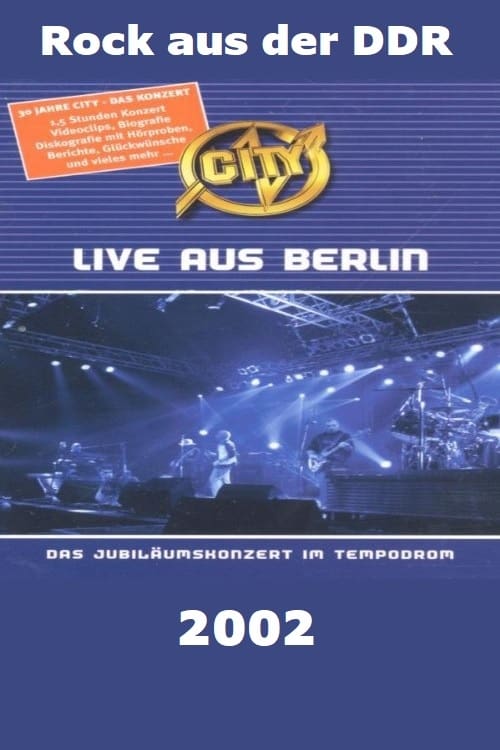 Rock aus der DDR
30 JAHRE CITY - DAS KONZERT
1,5 Stunden Konzert
Videoclips, Biografie
Diskografie mit Hörproben,
Berichte, Glückwünsche
und vieles mehr ...
CITY
LIVE AUS BERLIN
DAS JUBILÄUMSKONZERT IM TEMPODROM
2002